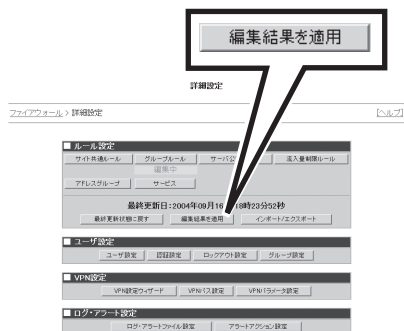 編集結果を適用
詳細設定
ファイアウォール > 詳細設定
[ヘルプ]
■ ルール設定
サイト共通ルール グループルール サーバ公 流入量制限ルール
編集中
アドレスグループ サービス
最終更新日:2004年09月16 18時23分52秒
最終更新状態に戻す 編集結果を適用 インポート/エクスポート
■ ユーザ設定
ユーザ設定 認証設定 ロックアウト設定 グループ設定
■ VPN設定
VPN設定ウィザード VPNパス設定 VPNパラメータ設定
■ ログ・アラート設定
ログ・アラートファイル設定 アラートアクション設定